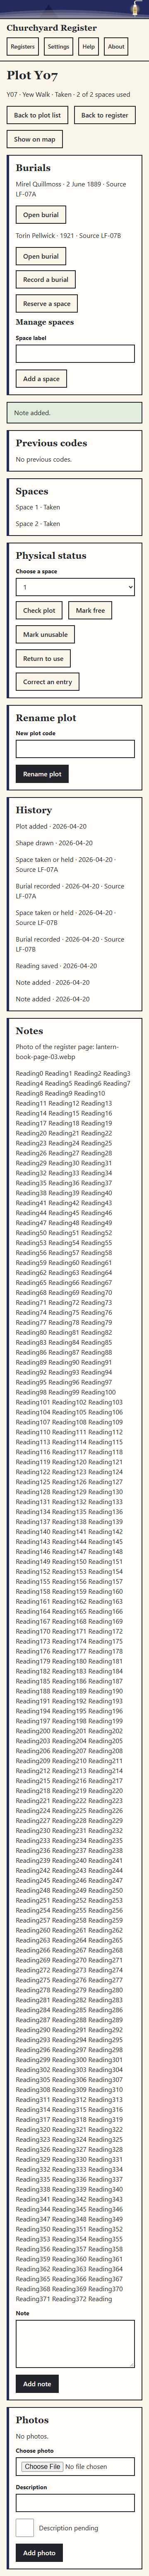 Churchyard Register
Registers Settings Help About
Plot Y07
Y07 · Yew Walk · Taken · 2 of 2 spaces used
Back to plot list Back to register
Show on map
Burials
Mirel Quillmoss · 2 June 1889 · Source
LF-07A
Open burial
Torin Pellwick · 1921 · Source LF-07B
Open burial
Record a burial
Reserve a space
Manage spaces
Space label
Add a space
Note added.
Previous codes
No previous codes.
Spaces
Space 1 · Taken
Space 2 · Taken
Physical status
Choose a space
1
Check plot Mark free
Mark unusable
Return to use
Correct an entry
Rename plot
New plot code
Rename plot
History
Plot added · 2026-04-20
Shape drawn · 2026-04-20
Space taken or held · 2026-04-20 ·
Source LF-07A
Burial recorded · 2026-04-20 · Source
LF-07A
Space taken or held · 2026-04-20 ·
Source LF-07B
Burial recorded · 2026-04-20 · Source
LF-07B
Reading saved · 2026-04-20
Note added · 2026-04-20
Note added · 2026-04-20
Notes
Photo of the register page: lantern-
book-page-03.webp
Reading0 Reading1 Reading2 Reading3
Reading4 Reading5 Reading6 Reading7
Reading8 Reading9 Reading10
Reading11 Reading12 Reading13
Reading14 Reading15 Reading16
Reading17 Reading18 Reading19
Reading20 Reading21 Reading22
Reading23 Reading24 Reading25
Reading26 Reading27 Reading28
Reading29 Reading30 Reading31
Reading32 Reading33 Reading34
Reading35 Reading36 Reading37
Reading38 Reading39 Reading40
Reading41 Reading42 Reading43
Reading44 Reading45 Reading46
Reading47 Reading48 Reading49
Reading50 Reading51 Reading52
Reading53 Reading54 Reading55
Reading56 Reading57 Reading58
Reading59 Reading60 Reading61
Reading62 Reading63 Reading64
Reading65 Reading66 Reading67
Reading68 Reading69 Reading70
Reading71 Reading72 Reading73
Reading74 Reading75 Reading76
Reading77 Reading78 Reading79
Reading80 Reading81 Reading82
Reading83 Reading84 Reading85
Reading86 Reading87 Reading88
Reading89 Reading90 Reading91
Reading92 Reading93 Reading94
Reading95 Reading96 Reading97
Reading98 Reading99 Reading100
Reading101 Reading102 Reading103
Reading104 Reading105 Reading106
Reading107 Reading108 Reading109
Reading110 Reading111 Reading112
Reading113 Reading114 Reading115
Reading116 Reading117 Reading118
Reading119 Reading120 Reading121
Reading122 Reading123 Reading124
Reading125 Reading126 Reading127
Reading128 Reading129 Reading130
Reading131 Reading132 Reading133
Reading134 Reading135 Reading136
Reading137 Reading138 Reading139
Reading140 Reading141 Reading142
Reading143 Reading144 Reading145
Reading146 Reading147 Reading148
Reading149 Reading150 Reading151
Reading152 Reading153 Reading154
Reading155 Reading156 Reading157
Reading158 Reading159 Reading160
Reading161 Reading162 Reading163
Reading164 Reading165 Reading166
Reading167 Reading168 Reading169
Reading170 Reading171 Reading172
Reading173 Reading174 Reading175
Reading176 Reading177 Reading178
Reading179 Reading180 Reading181
Reading182 Reading183 Reading184
Reading185 Reading186 Reading187
Reading188 Reading189 Reading190
Reading191 Reading192 Reading193
Reading194 Reading195 Reading196
Reading197 Reading198 Reading199
Reading200 Reading201 Reading202
Reading203 Reading204 Reading205
Reading206 Reading207 Reading208
Reading209 Reading210 Reading211
Reading212 Reading213 Reading214
Reading215 Reading216 Reading217
Reading218 Reading219 Reading220
Reading221 Reading222 Reading223
Reading224 Reading225 Reading226
Reading227 Reading228 Reading229
Reading230 Reading231 Reading232
Reading233 Reading234 Reading235
Reading236 Reading237 Reading238
Reading239 Reading240 Reading241
Reading242 Reading243 Reading244
Reading245 Reading246 Reading247
Reading248 Reading249 Reading250
Reading251 Reading252 Reading253
Reading254 Reading255 Reading256
Reading257 Reading258 Reading259
Reading260 Reading261 Reading262
Reading263 Reading264 Reading265
Reading266 Reading267 Reading268
Reading269 Reading270 Reading271
Reading272 Reading273 Reading274
Reading275 Reading276 Reading277
Reading278 Reading279 Reading280
Reading281 Reading282 Reading283
Reading284 Reading285 Reading286
Reading287 Reading288 Reading289
Reading290 Reading291 Reading292
Reading293 Reading294 Reading295
Reading296 Reading297 Reading298
Reading299 Reading300 Reading301
Reading302 Reading303 Reading304
Reading305 Reading306 Reading307
Reading308 Reading309 Reading310
Reading311 Reading312 Reading313
Reading314 Reading315 Reading316
Reading317 Reading318 Reading319
Reading320 Reading321 Reading322
Reading323 Reading324 Reading325
Reading326 Reading327 Reading328
Reading329 Reading330 Reading331
Reading332 Reading333 Reading334
Reading335 Reading336 Reading337
Reading338 Reading339 Reading340
Reading341 Reading342 Reading343
Reading344 Reading345 Reading346
Reading347 Reading348 Reading349
Reading350 Reading351 Reading352
Reading353 Reading354 Reading355
Reading356 Reading357 Reading358
Reading359 Reading360 Reading361
Reading362 Reading363 Reading364
Reading365 Reading366 Reading367
Reading368 Reading369 Reading370
Reading371 Reading372 Reading
Note
Add note
Photos
No photos.
Choose photo
Choose File No file chosen
Description
Description pending
Add photo